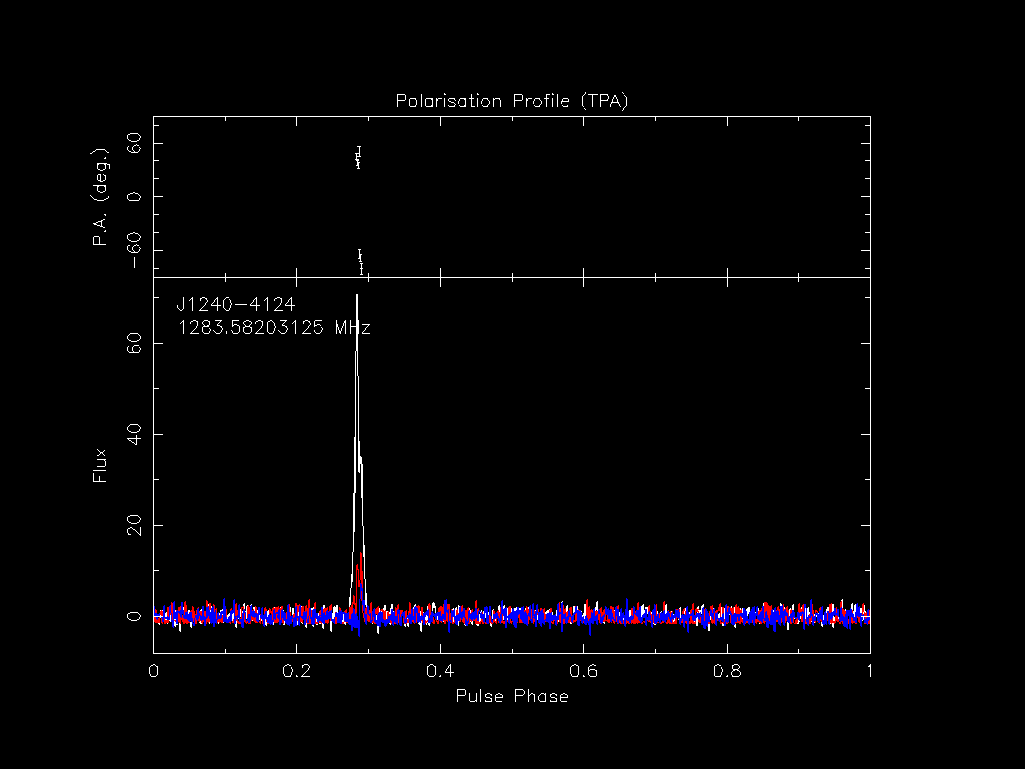 Polarisation Profile (TPA)
P.A. (deg.)
60
0
−60
J1240−4124
1283.58203125 MHz
Flux
60
40
20
0
0 0.2 0.4 0.6 0.8 1
Pulse Phase